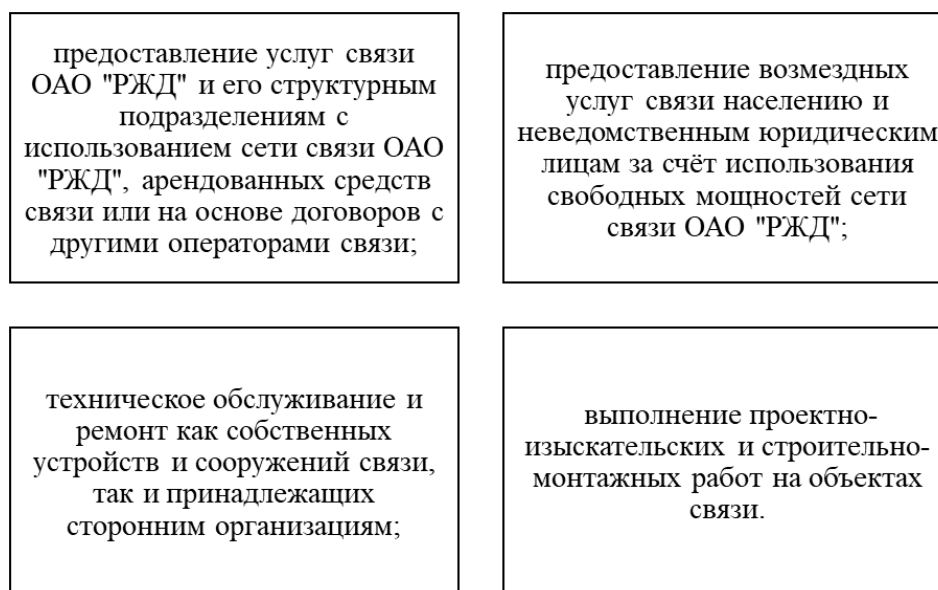 предоставление услуг связи
ОАО "РЖД" и его структурным
подразделениям с
использованием сети связи ОАО
"РЖД", арендованных средств
связи или на основе договоров с
другими операторами связи;
предоставление возмездных
услуг связи населению и
неведомственным юридическим
лицам за счёт использования
свободных мощностей сети
связи ОАО "РЖД";
техническое обслуживание и
ремонт как собственных
устройств и сооружений связи,
так и принадлежащих
сторонним организациям;
выполнение проектно-
изыскательских и строительно-
монтажных работ на объектах
связи.